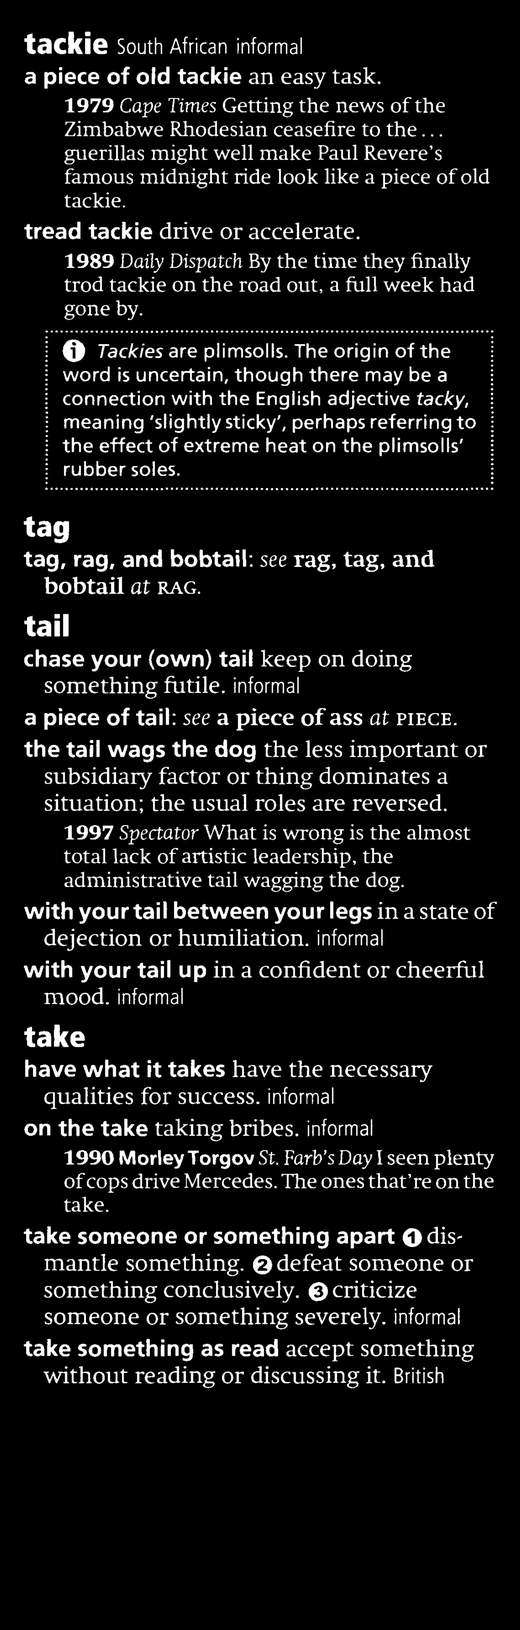 tackie South African informal
a piece of old tackie an easy task.
1979 Cape Times Getting the news of the
Zimbabwe Rhodesian ceasefire to the...
guerillas might well make Paul Revere's
famous midnight ride look like a piece of old
tackie.
tread tackie drive or accelerate.
1989 Daily Dispatch By the time they finally
trod tackie on the road out, a full week had
gone by.
i Tackies are plimsolls. The origin of the
word is uncertain, though there may be a
connection with the English adjective tacky,
meaning 'slightly sticky', perhaps referring to
the effect of extreme heat on the plimsolls'
rubber soles.
tag
tag, rag, and bobtail: see rag, tag, and
bobtail at RAG.
tail
chase your (own) tail keep on doing
something futile. informal
a piece of tail: see a piece of ass at PIECE.
the tail wags the dog the less important or
subsidiary factor or thing dominates a
situation; the usual roles are reversed.
1997 Spectator What is wrong is the almost
total lack of artistic leadership, the
administrative tail wagging the dog.
with your tail between your legs in a state of
dejection or humiliation. informal
with your tail up in a confident or cheerful
mood. informal
take
have what it takes have the necessary
qualities for success. informal
on the take taking bribes. informal
1990 Morley Torgov St. Farb's Day I seen plenty
of cops drive Mercedes. The ones that're on the
take.
take someone or something apart ❶ dis-
mantle something. ❷ defeat someone or
something conclusively. ❸ criticize
someone or something severely. informal
take something as read accept something
without reading or discussing it. British